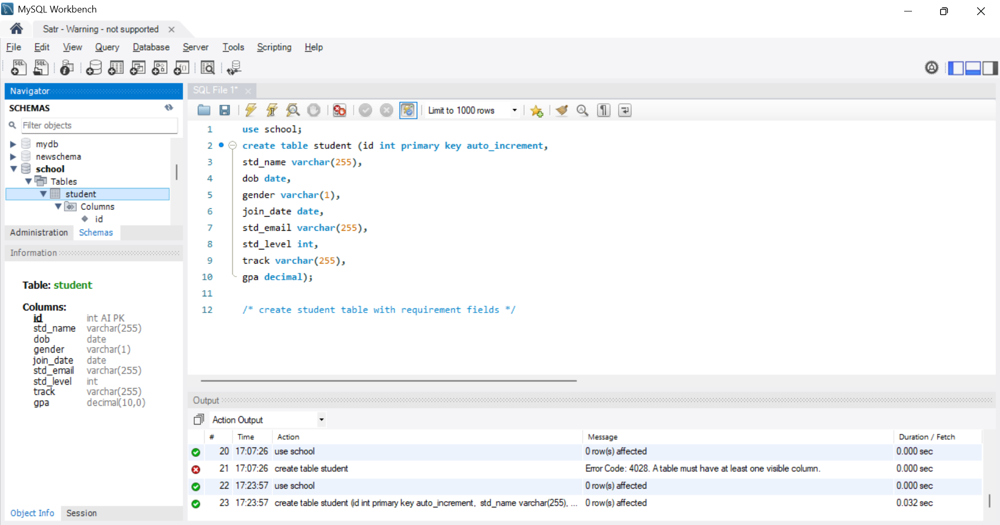 MySQL Workbench
Satr - Warning - not supported
File Edit View Query Database Server Tools Scripting Help
Navigator
SCHEMAS
Filter objects
mydb
newschema
school
Tables
student
Columns
id
Administration Schemas
Information
Table: student
Columns:
id int AI PK
std_name varchar(255)
dob date
gender varchar(1)
join_date date
std_email varchar(255)
std_level int
track varchar(255)
gpa decimal(10,0)
Object Info Session
SQL File 1*
Limit to 1000 rows
1 use school;
2 create table student (id int primary key auto_increment,
3 std_name varchar(255),
4 dob date,
5 gender varchar(1),
6 join_date date,
7 std_email varchar(255),
8 std_level int,
9 track varchar(255),
10 gpa decimal);
11
12 /* create student table with requirement fields */
Output
Action Output
# Time Action Message Duration / Fetch
20 17:07:26 use school 0 row(s) affected 0.000 sec
21 17:07:26 create table student Error Code: 4028. A table must have at least one visible column. 0.000 sec
22 17:23:57 use school 0 row(s) affected 0.000 sec
23 17:23:57 create table student (id int primary key auto_increment, std_name varchar(255), ... 0 row(s) affected 0.032 sec